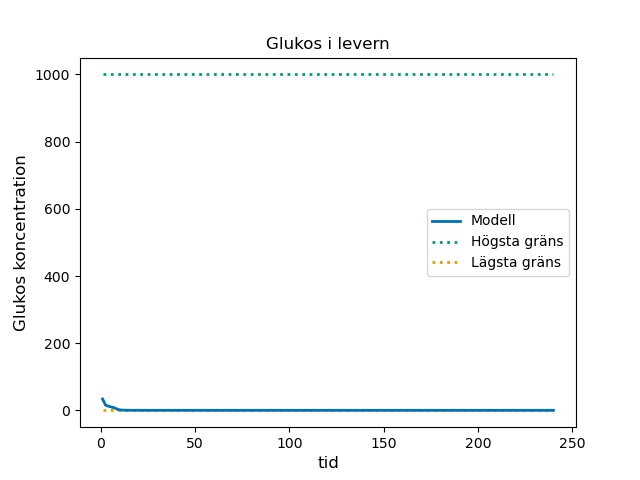 Glukos i levern
Glukos koncentration
1000
800
600
400
200
0
Modell
Högsta gräns
Lägsta gräns
0
50
100
150
200
250
tid